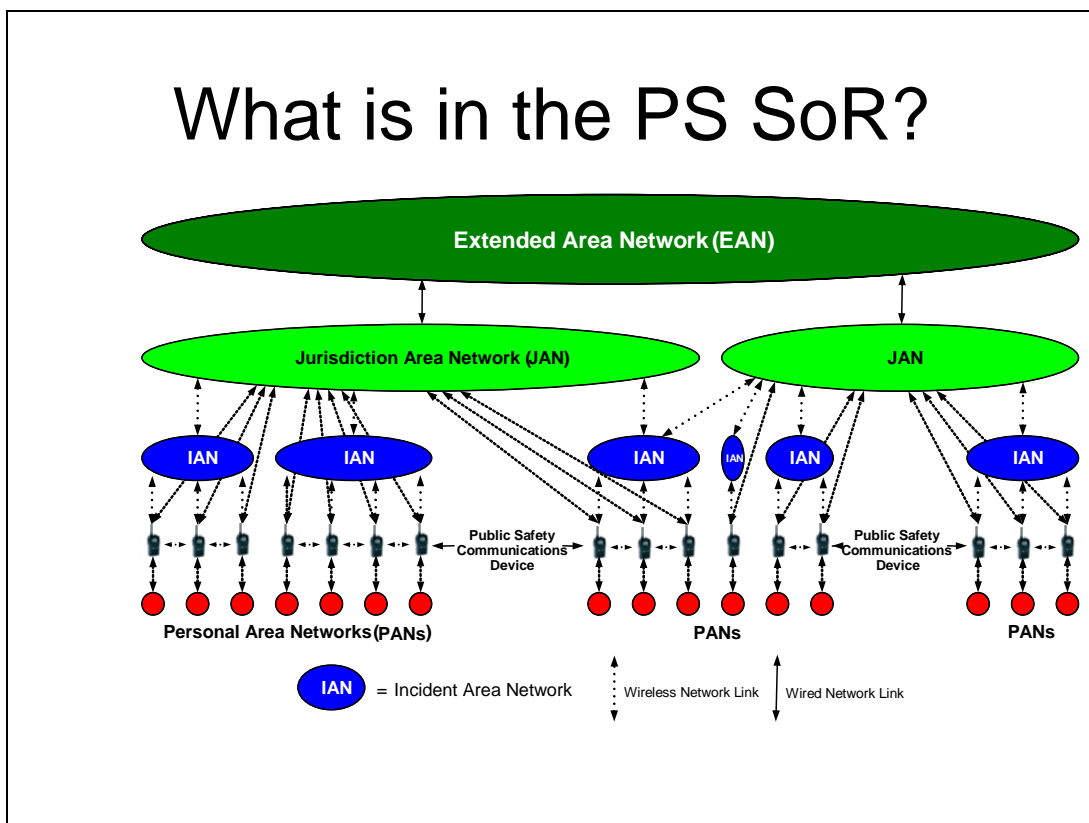 What is in the PS SoR?
Extended Area Network (EAN)
Jurisdiction Area Network (JAN)
JAN
IAN
IAN
IAN
IAN
IAN
IAN
Public Safety
Communications
Device
Public Safety
Communications
Device
Personal Area Networks (PANs)
PANs
PANs
IAN
= Incident Area Network
Wireless Network Link
Wired Network Link